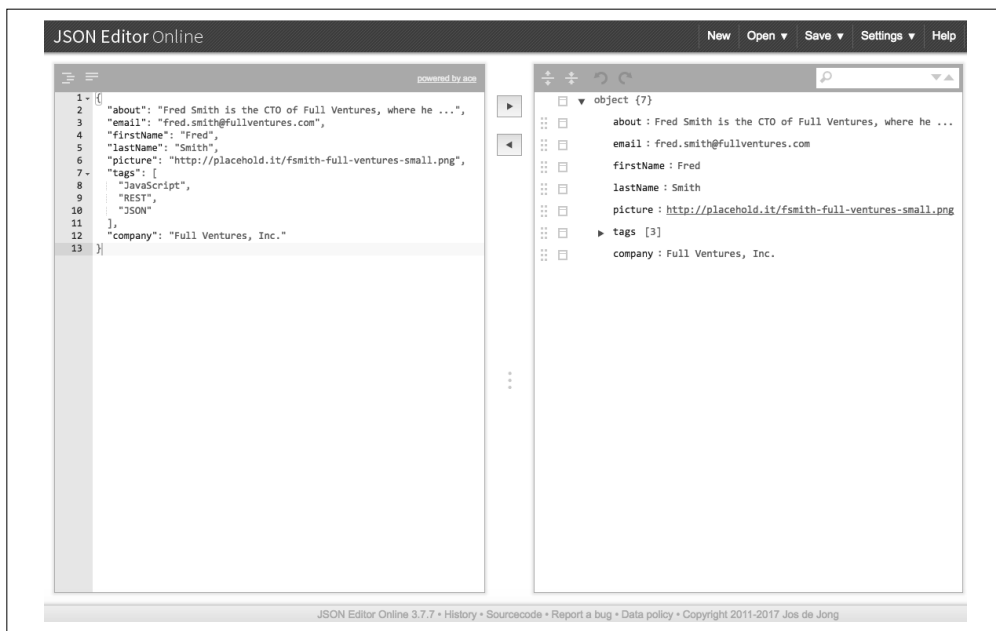 JSON Editor Online
New Open ▼ Save ▼ Settings ▼ Help
powered by ace
1 {
2 "about": "Fred Smith is the CTO of Full Ventures, where he ...",
3 "email": "fred.smith@fullventures.com",
4 "firstName": "Fred",
5 "lastName": "Smith",
6 "picture": "http://placehold.it/fsmith-full-ventures-small.png",
7 "tags": [
8 "JavaScript",
9 "REST",
10 "JSON"
11 ],
12 "company": "Full Ventures, Inc."
13 }
▼ object {7}
about : Fred Smith is the CTO of Full Ventures, where he ...
email : fred.smith@fullventures.com
firstName : Fred
lastName : Smith
picture : http://placehold.it/fsmith-full-ventures-small.png
► tags [3]
company : Full Ventures, Inc.
JSON Editor Online 3.7.7 • History • Sourcecode • Report a bug • Data policy • Copyright 2011-2017 Jos de Jong